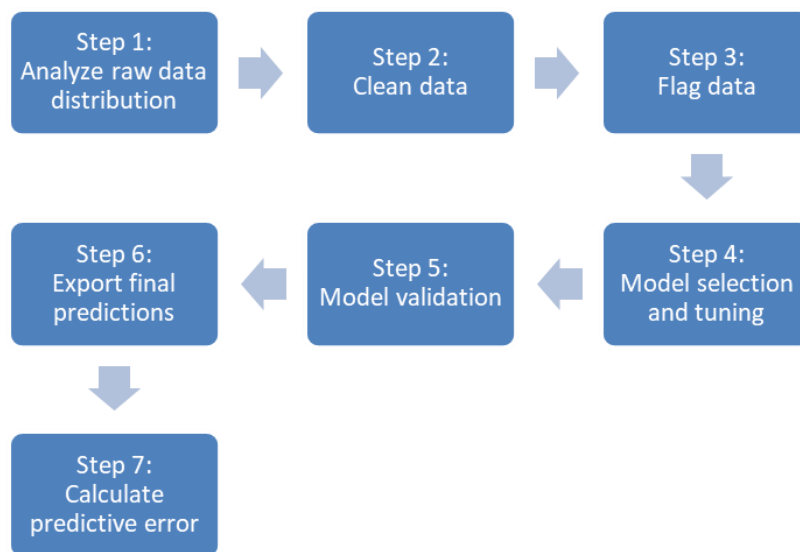 Step 1:
Analyze raw data
distribution
Step 2:
Clean data
Step 3:
Flag data
Step 4:
Model selection
and tuning
Step 5:
Model validation
Step 6:
Export final
predictions
Step 7:
Calculate
predictive error